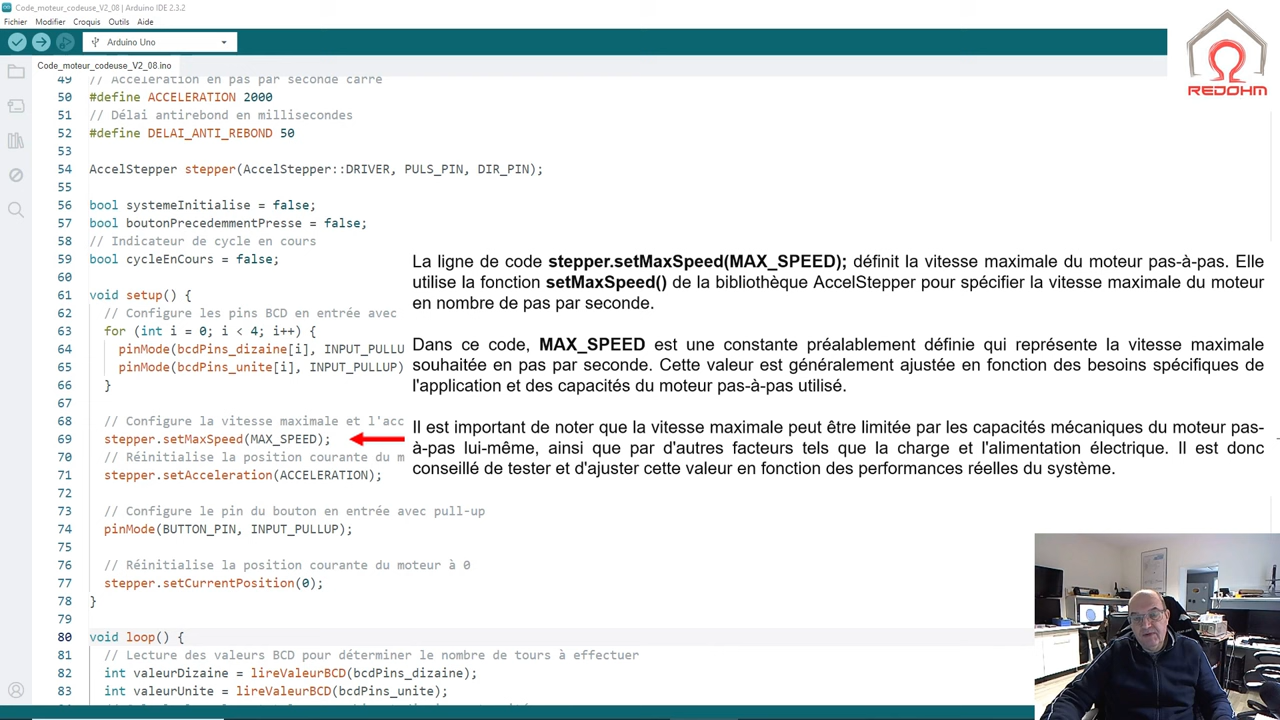 Code_moteur_codeuse_V2_08 | Arduino IDE 2.3.2
Fichier Modifier Croquis Outils Aide
Arduino Uno
REDOHM
Code_moteur_codeuse_V2_08.ino
49 // Accélération en pas par seconde carré
50 #define ACCELERATION 2000
51 // Délai antirebond en millisecondes
52 #define DELAI_ANTI_REBOND 50
53
54 AccelStepper stepper(AccelStepper::DRIVER, PULS_PIN, DIR_PIN);
55
56 bool systemeInitialise = false;
57 bool boutonPrecedemmentPresse = false;
58 // Indicateur de cycle en cours
59 bool cycleEnCours = false;
60
61 void setup() {
62 // Configure les pins BCD en entrée avec
63 for (int i = 0; i < 4; i++) {
64 pinMode(bcdPins_dizaine[i], INPUT_PULLU
65 pinMode(bcdPins_unite[i], INPUT_PULLUP)
66 }
67
68 // Configure la vitesse maximale et l'acc
69 stepper.setMaxSpeed(MAX_SPEED);
70 // Réinitialise la position courante du m
71 stepper.setAcceleration(ACCELERATION);
72
73 // Configure le pin du bouton en entrée avec pull-up
74 pinMode(BUTTON_PIN, INPUT_PULLUP);
75
76 // Réinitialise la position courante du moteur à 0
77 stepper.setCurrentPosition(0);
78 }
79
80 void loop() {
81 // Lecture des valeurs BCD pour déterminer le nombre de tours à effectuer
82 int valeurDizaine = lireValeurBCD(bcdPins_dizaine);
83 int valeurUnite = lireValeurBCD(bcdPins_unite);
La ligne de code stepper.setMaxSpeed(MAX_SPEED); définit la vitesse maximale du moteur pas-à-pas. Elle
utilise la fonction setMaxSpeed() de la bibliothèque AccelStepper pour spécifier la vitesse maximale du moteur
en nombre de pas par seconde.
Dans ce code, MAX_SPEED est une constante préalablement définie qui représente la vitesse maximale
souhaitée en pas par seconde. Cette valeur est généralement ajustée en fonction des besoins spécifiques de
l'application et des capacités du moteur pas-à-pas utilisé.
Il est important de noter que la vitesse maximale peut être limitée par les capacités mécaniques du moteur pas-
à-pas lui-même, ainsi que par d'autres facteurs tels que la charge et l'alimentation électrique. Il est donc
conseillé de tester et d'ajuster cette valeur en fonction des performances réelles du système.